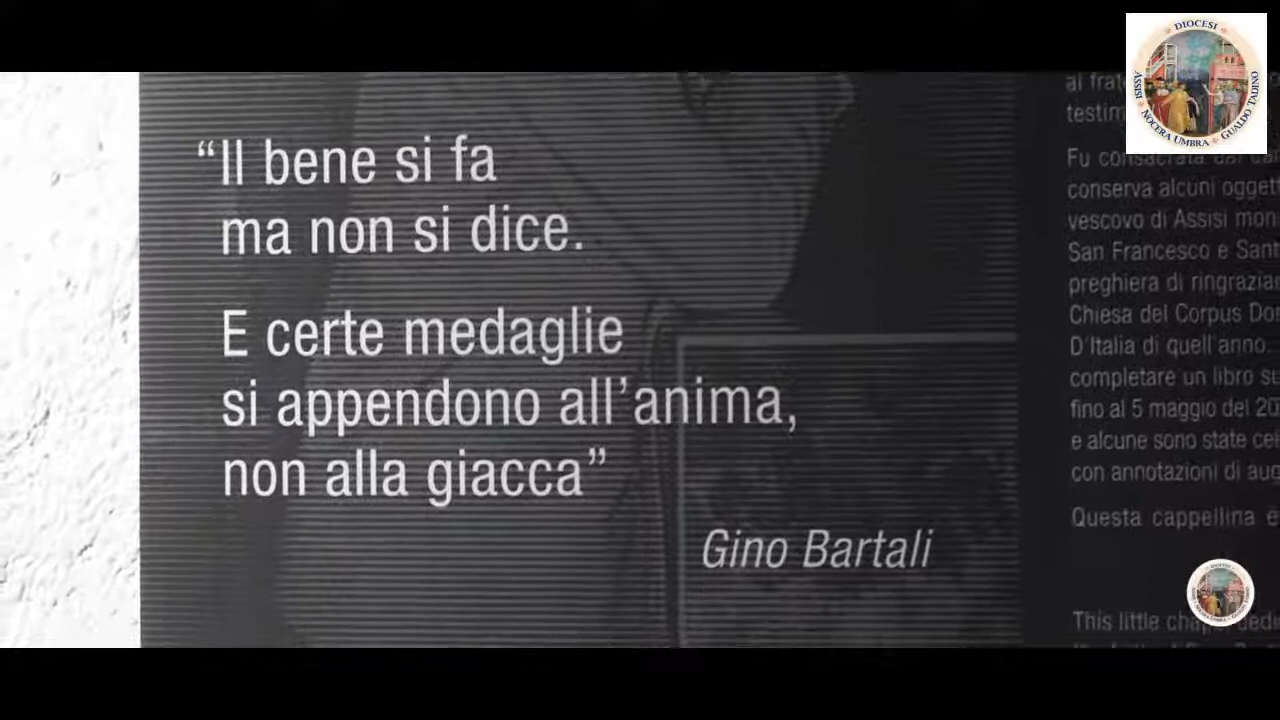 “Il bene si fa
ma non si dice.
E certe medaglie
si appendono all’anima,
non alla giacca”
Gino Bartali
al
Fu consacrata dal
conserva alcuni
vescovo di Assisi
San Francesco e
preghiera di
Chiesa del Corpus
D'Italia di quell'anno.
completare un libro
fino al 5 maggio del
e alcune sono state
con annotazioni di
Questa cappellina
This little
DIOCESI
ASSISI NOCERA UMBRA GUALDO TADINO